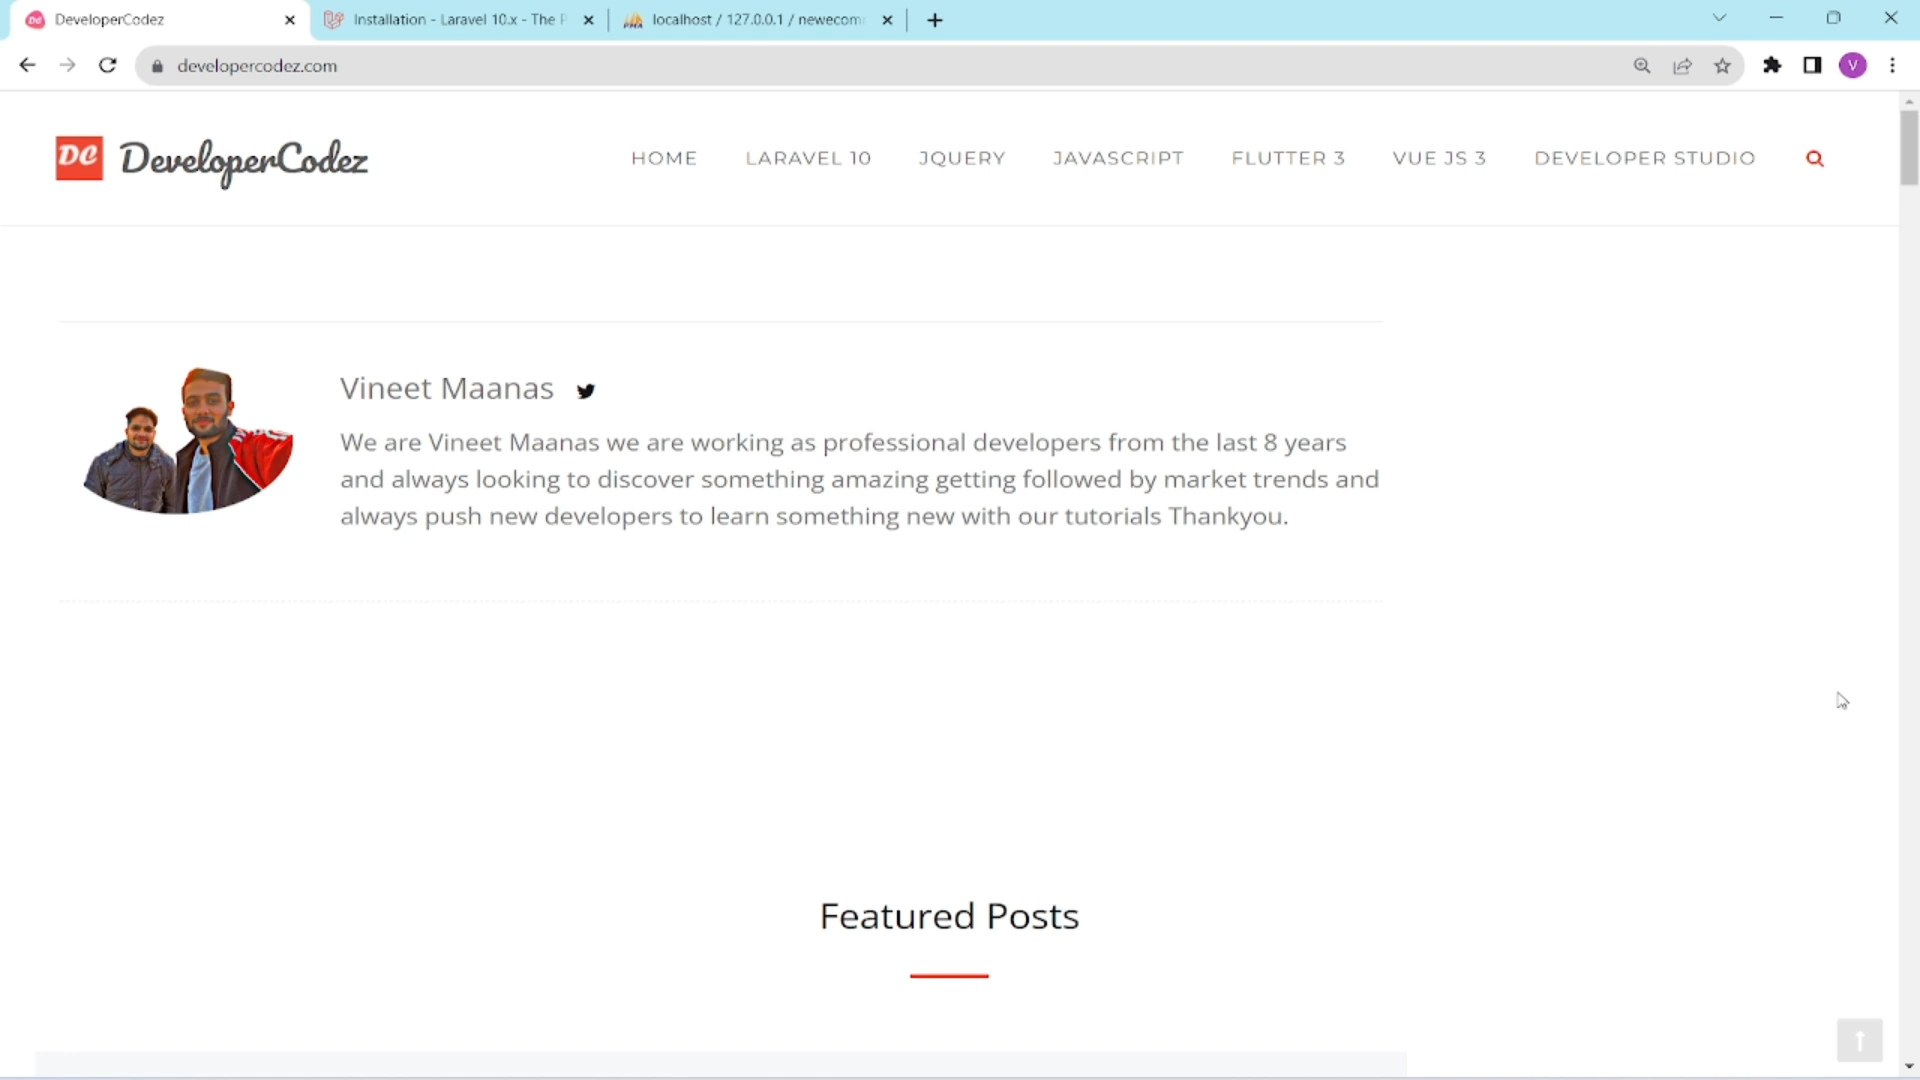 DeveloperCodez
Installation - Laravel 10.x - The P
localhost / 127.0.0.1 / newecom
developercodez.com
V
DC DeveloperCodez
HOME LARAVEL 10 JQUERY JAVASCRIPT FLUTTER 3 VUE JS 3 DEVELOPER STUDIO
Vineet Maanas
We are Vineet Maanas we are working as professional developers from the last 8 years
and always looking to discover something amazing getting followed by market trends and
always push new developers to learn something new with our tutorials Thankyou.
Featured Posts